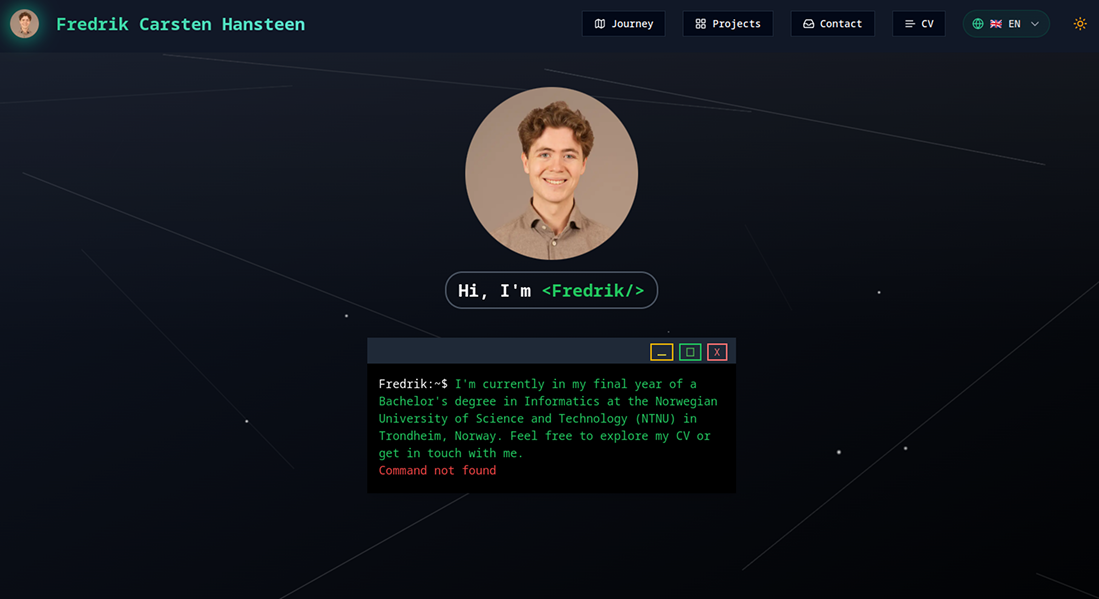 Fredrik Carsten Hansteen
Journey
Projects
Contact
CV
EN
Hi, I'm <Fredrik/>
X
Fredrik:~$ I'm currently in my final year of a
Bachelor's degree in Informatics at the Norwegian
University of Science and Technology (NTNU) in
Trondheim, Norway. Feel free to explore my CV or
get in touch with me.
Command not found